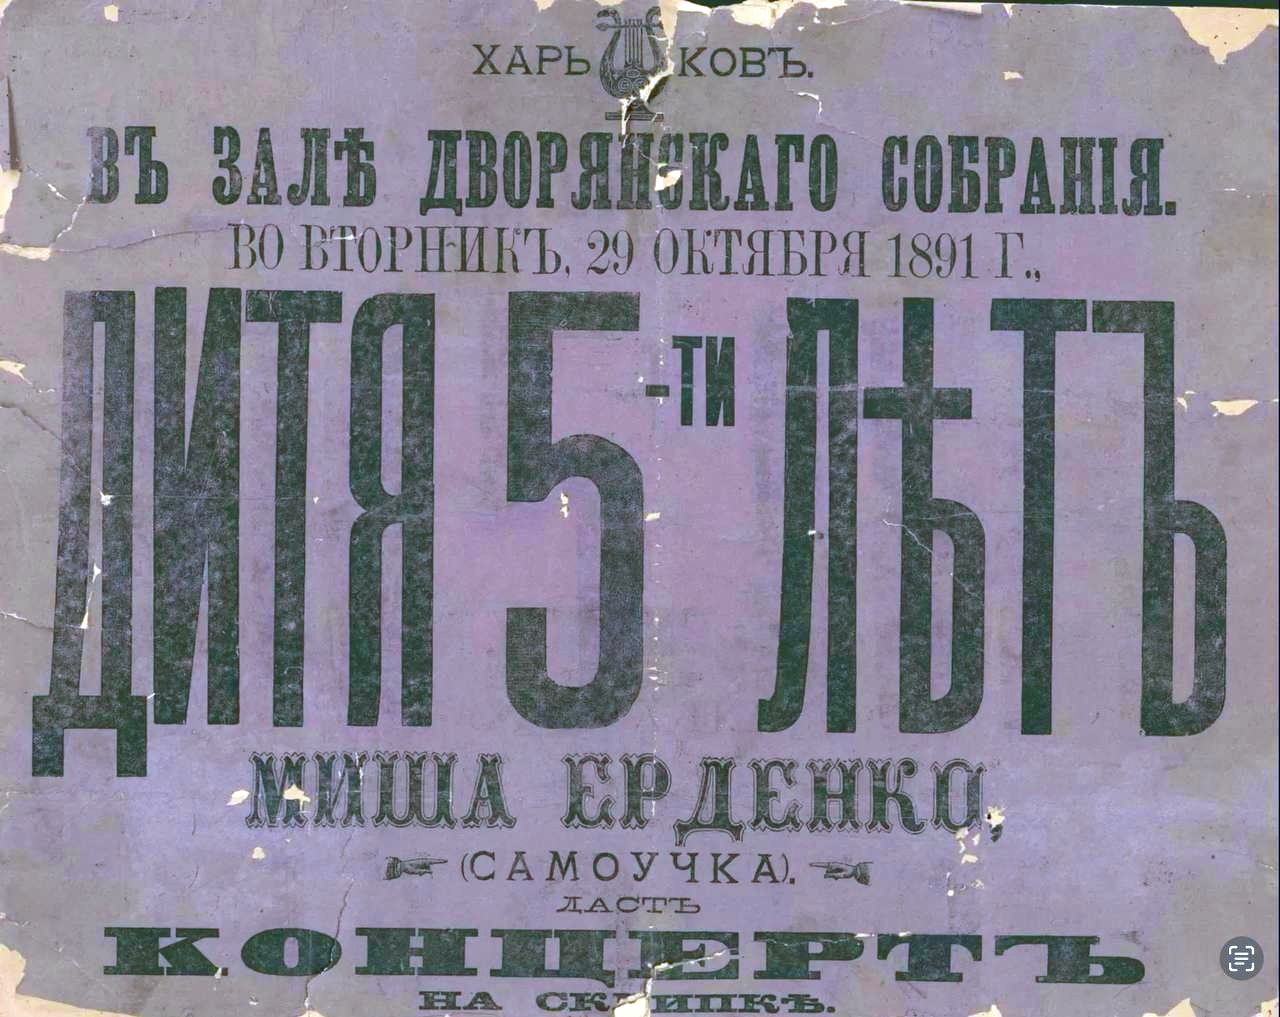 ХАРЬКОВЪ.
ВЪ ЗАЛѢ ДВОРЯНСКАГО СОБРАНІЯ.
ВО ВТОРНИКЪ, 29 ОКТЯБРЯ 1891 Г.,
ДИТЯ 5-ТИ ЛѢТЪ
МИША ЕРДЕНКО,
(САМОУЧКА).
ДАСТЪ
КОНЦЕРТЪ
НА СКРИПКѢ.